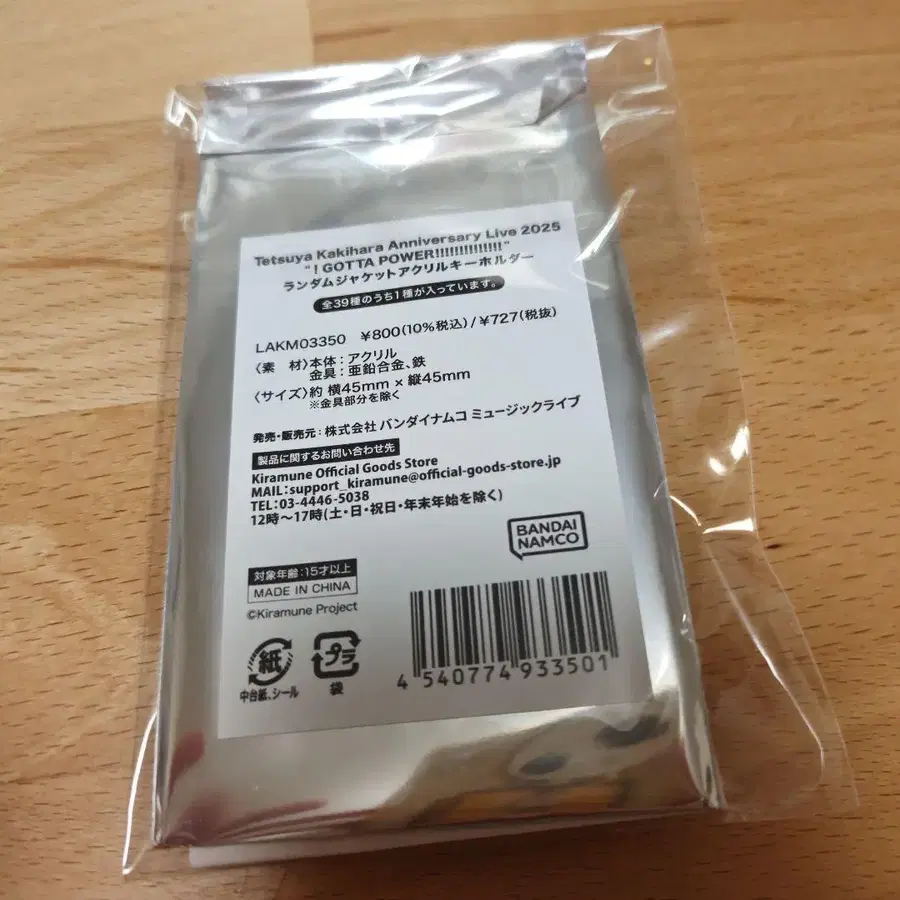 Tetsuya Kakihara Anniversary Live 2025
"！GOTTA POWER!!!!!!!!!!!!!!!"
ランダムジャケットアクリルキーホルダー
全39種のうち1種が入っています。
LAKM03350 ¥800(10%税込)/¥727(税抜)
〈素 材〉本体：アクリル
金具：亜鉛合金、鉄
〈サイズ〉約 横45mm × 縦45mm
※金具部分を除く
発売・販売元：株式会社 バンダイナムコ ミュージックライブ
製品に関するお問い合わせ先
Kiramune Official Goods Store
MAIL：support_kiramune@official-goods-store.jp
TEL：03-4446-5038
12時〜17時(土・日・祝日・年末年始を除く)
BANDAI
NAMCO
対象年齢：15才以上
MADE IN CHINA
©Kiramune Project
紙
中台紙、シール
プラ
袋
4 540774 933501